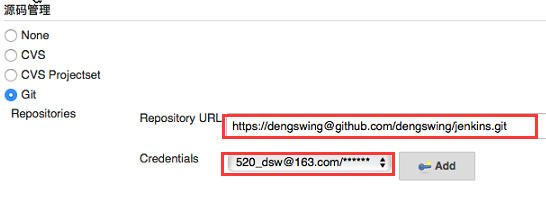 源码管理
None
CVS
CVS Projectset
Git
Repositories
Repository URL https://dengswing@github.com/dengswing/jenkins.git
Credentials 520_dsw@163.com/****** Add